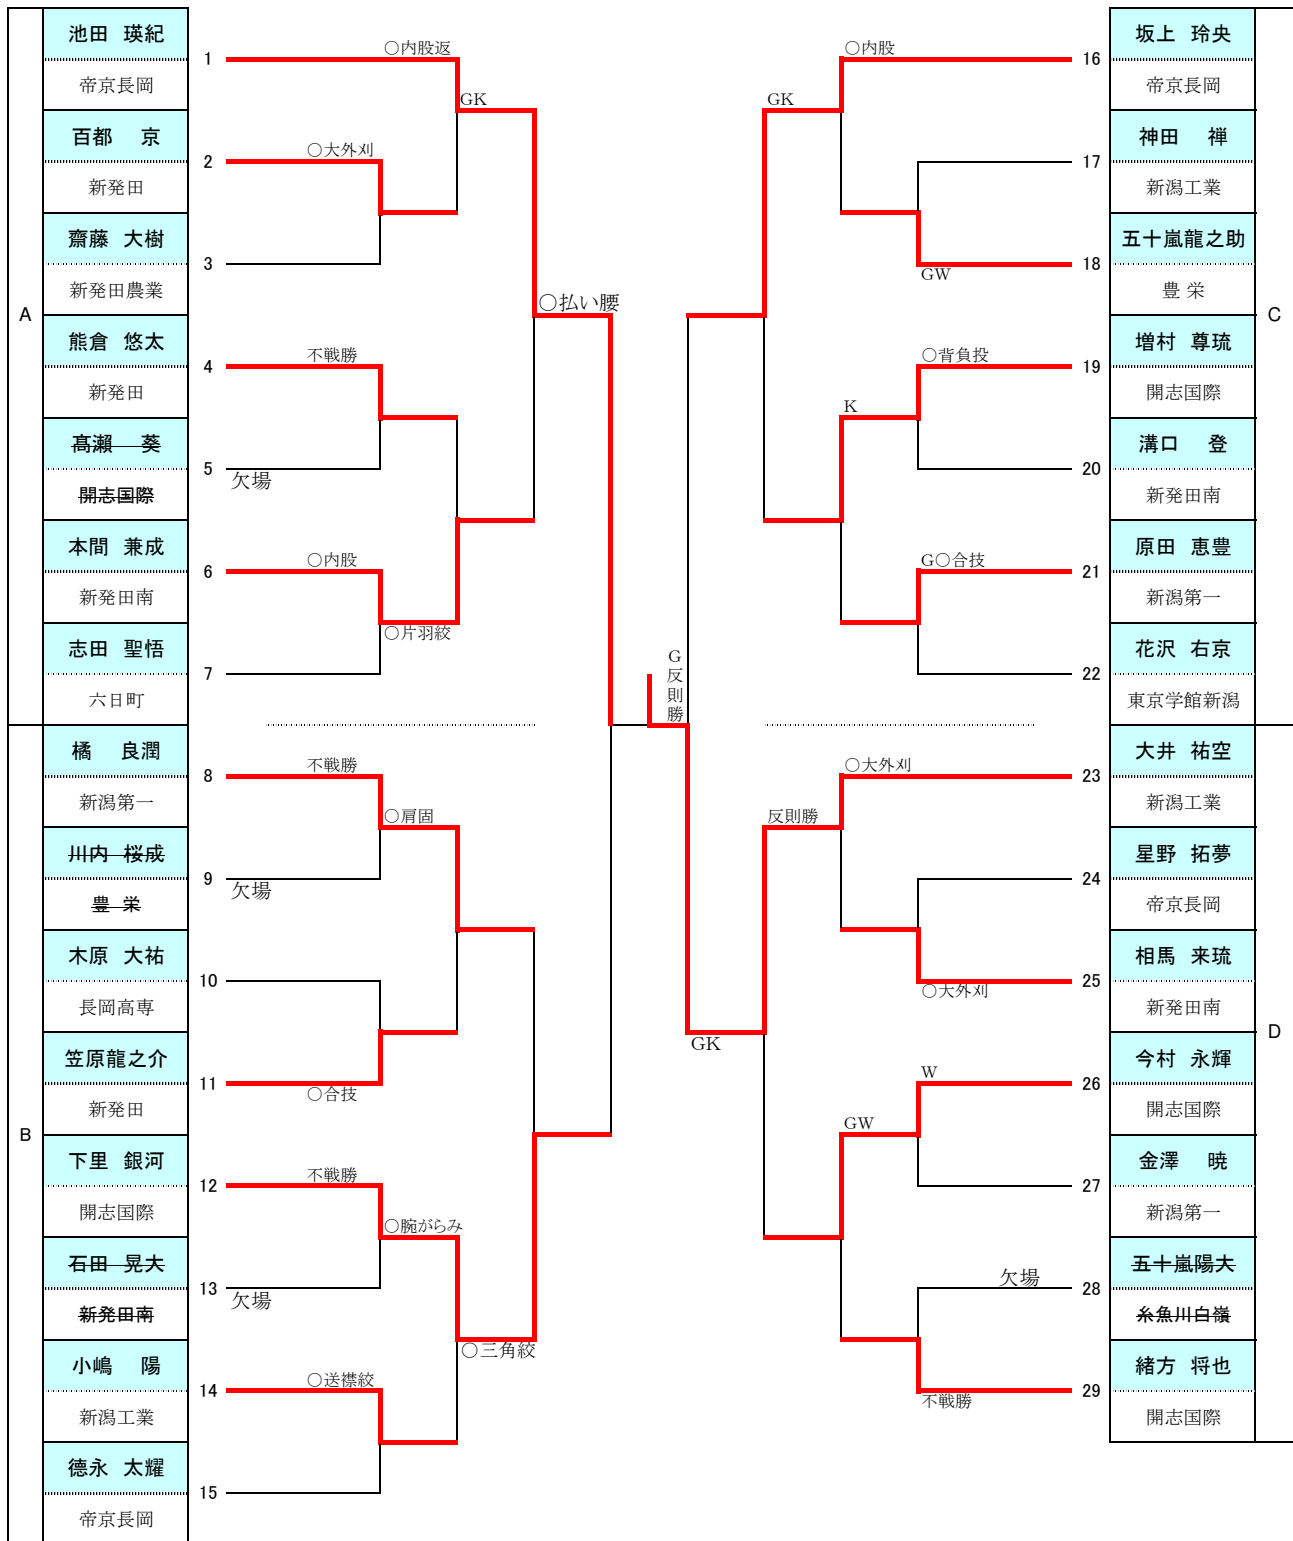 A
池田 瑛紀
帝京長岡
1
○内股返
GK
百都 京
新発田
2
○大外刈
齋藤 大樹
新発田農業
3
○払い腰
熊倉 悠太
新発田
4
不戦勝
髙瀬 葵
開志国際
5
欠場
本間 兼成
新発田南
6
○内股
○片羽絞
志田 聖悟
六日町
7
B
橘 良潤
新潟第一
8
不戦勝
○肩固
川内 桜成
豊 栄
9
欠場
木原 大祐
長岡高専
10
笠原龍之介
新発田
11
○合技
下里 銀河
開志国際
12
不戦勝
○腕がらみ
石田 晃大
新発田南
13
欠場
○三角絞
小嶋 陽
新潟工業
14
○送襟絞
德永 太耀
帝京長岡
15
G反則勝
C
坂上 玲央
帝京長岡
16
○内股
GK
神田 禅
新潟工業
17
五十嵐龍之助
豊 栄
18
GW
増村 尊琉
開志国際
19
○背負投
K
溝口 登
新発田南
20
原田 恵豊
新潟第一
21
G○合技
花沢 右京
東京学館新潟
22
D
大井 祐空
新潟工業
23
○大外刈
反則勝
星野 拓夢
帝京長岡
24
相馬 来琉
新発田南
25
○大外刈
GK
今村 永輝
開志国際
26
W
GW
金澤 暁
新潟第一
27
五十嵐陽大
糸魚川白嶺
28
欠場
緒方 将也
開志国際
29
不戦勝